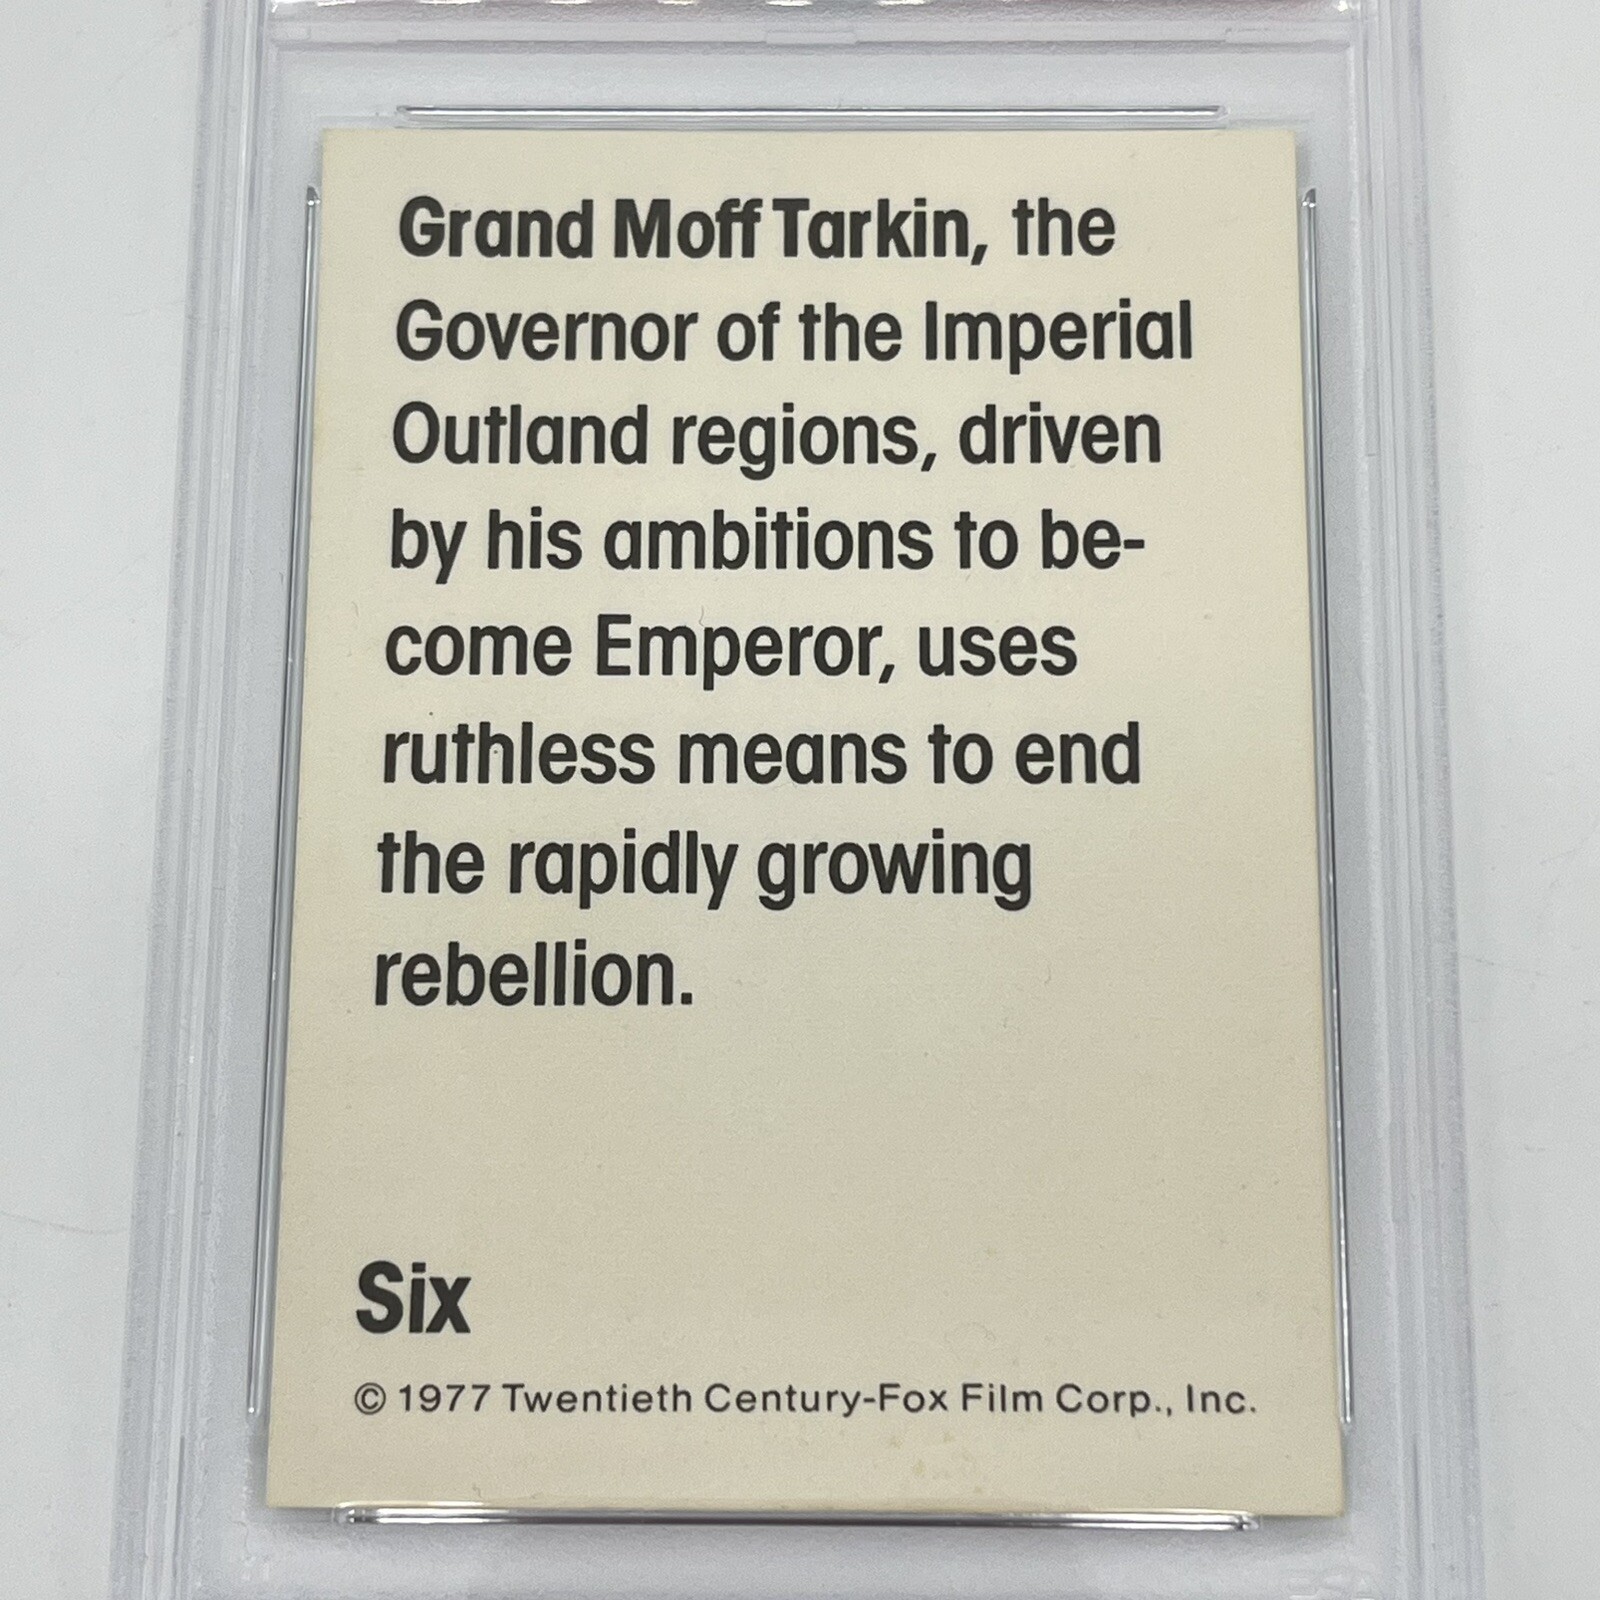 Grand Moff Tarkin, the
Governor of the Imperial
Outland regions, driven
by his ambitions to be-
come Emperor, uses
ruthless means to end
the rapidly growing
rebellion.
Six
© 1977 Twentieth Century-Fox Film Corp., Inc.